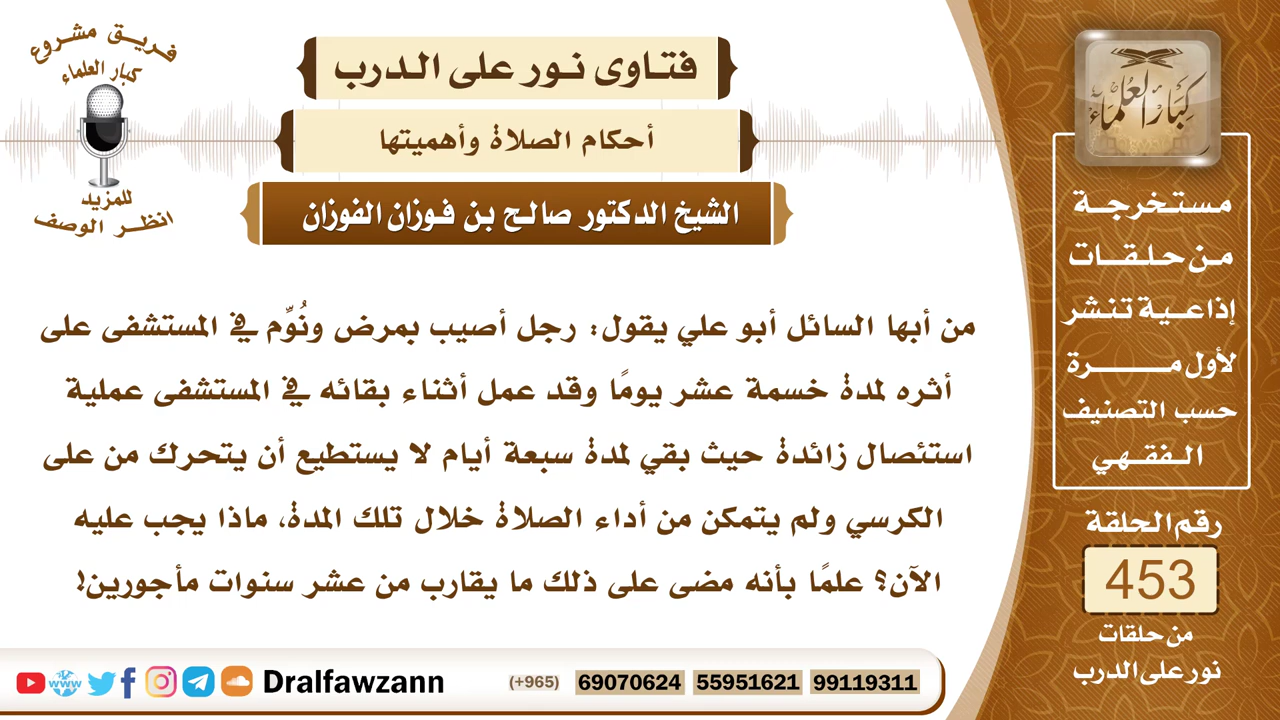 فريق مشروع
كبار العلماء
للمزيد
انظر الوصف
فتاوى نور على الدرب
أحكام الصلاة وأهميتها
الشيخ الدكتور صالح بن فوزان الفوزان
من أبها السائل أبو علي يقول: رجل أصيب بمرض ونُوِّم في المستشفى على
أثره لمدة خسمة عشر يومًا وقد عمل أثناء بقائه في المستشفى عملية
استئصال زائدة حيث بقي لمدة سبعة أيام لا يستطيع أن يتحرك من على
الكرسي ولم يتمكن من أداء الصلاة خلال تلك المدة، ماذا يجب عليه
الآن؟ علمًا بأنه مضى على ذلك ما يقارب من عشر سنوات مأجورين!
كبار العلماء
مستخرجة
من حلقات
إذاعية تنشر
لأول مرة
حسب التصنيف
الفقهي
رقم الحلقة
453
من حلقات
نور على الدرب
www
Dralfawzann
(+965) 69070624 55951621 99119311